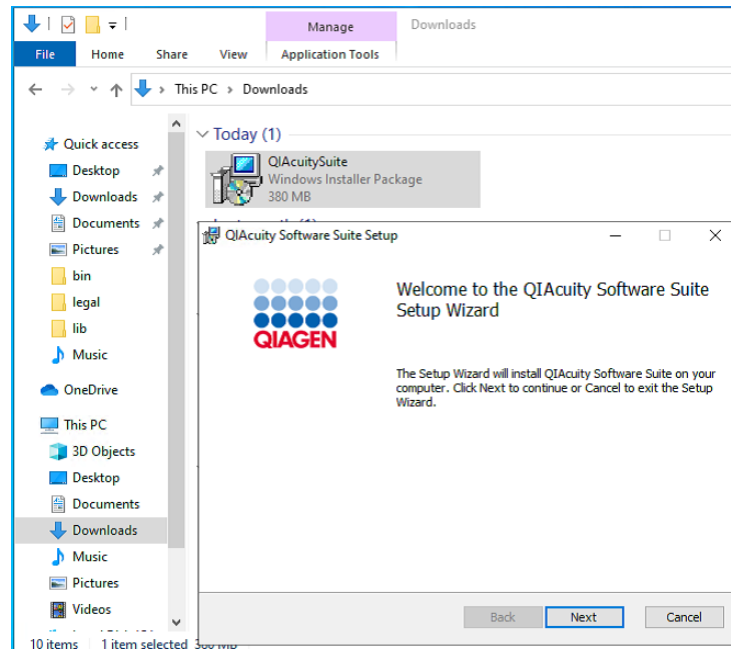 Manage
Downloads
File
Home
Share
View
Application Tools
This PC
Downloads
Quick access
Desktop
Downloads
Documents
Pictures
bin
legal
lib
Music
OneDrive
This PC
3D Objects
Desktop
Documents
Downloads
Music
Pictures
Videos
Today (1)
QIAcuitySuite
Windows Installer Package
380 MB
QIAcuity Software Suite Setup
QIAGEN
Welcome to the QIAcuity Software Suite
Setup Wizard
The Setup Wizard will install QIAcuity Software Suite on your
computer. Click Next to continue or Cancel to exit the Setup
Wizard.
Back
Next
Cancel
10 items
1 item selected 380 MB